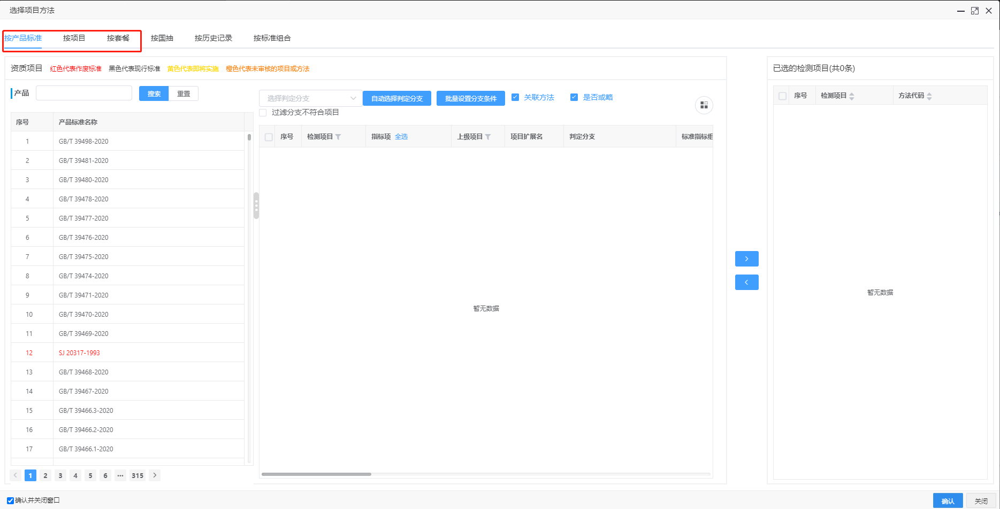 选择项目方法
按产品标准 按项目 按套餐 按国抽 按历史记录 按标准组合
资质项目 红色代表作废标准 黑色代表现行标准 黄色代表即将实施 橙色代表未审核的项目或方法
已选的检测项目(共0条)
产品 搜索 重置
选择判定分支 自动选择判定分支 批量设置分支条件 关联方法 是否或略
过滤分支不符合项目
序号 产品标准名称
序号 检测项目 指标项 全选 上级项目 项目扩展名 判定分支 标准指标组
序号 检测项目 方法代码
1 GB/T 39498-2020
2 GB/T 39481-2020
3 GB/T 39480-2020
4 GB/T 39478-2020
5 GB/T 39477-2020
6 GB/T 39476-2020
7 GB/T 39475-2020
8 GB/T 39474-2020
9 GB/T 39471-2020
10 GB/T 39470-2020
11 GB/T 39469-2020
12 SJ 20317-1993
13 GB/T 39468-2020
14 GB/T 39467-2020
15 GB/T 39466.3-2020
16 GB/T 39466.2-2020
17 GB/T 39466.1-2020
暂无数据
暂无数据
1 2 3 4 5 6 ··· 315
确认并关闭窗口
确认 关闭